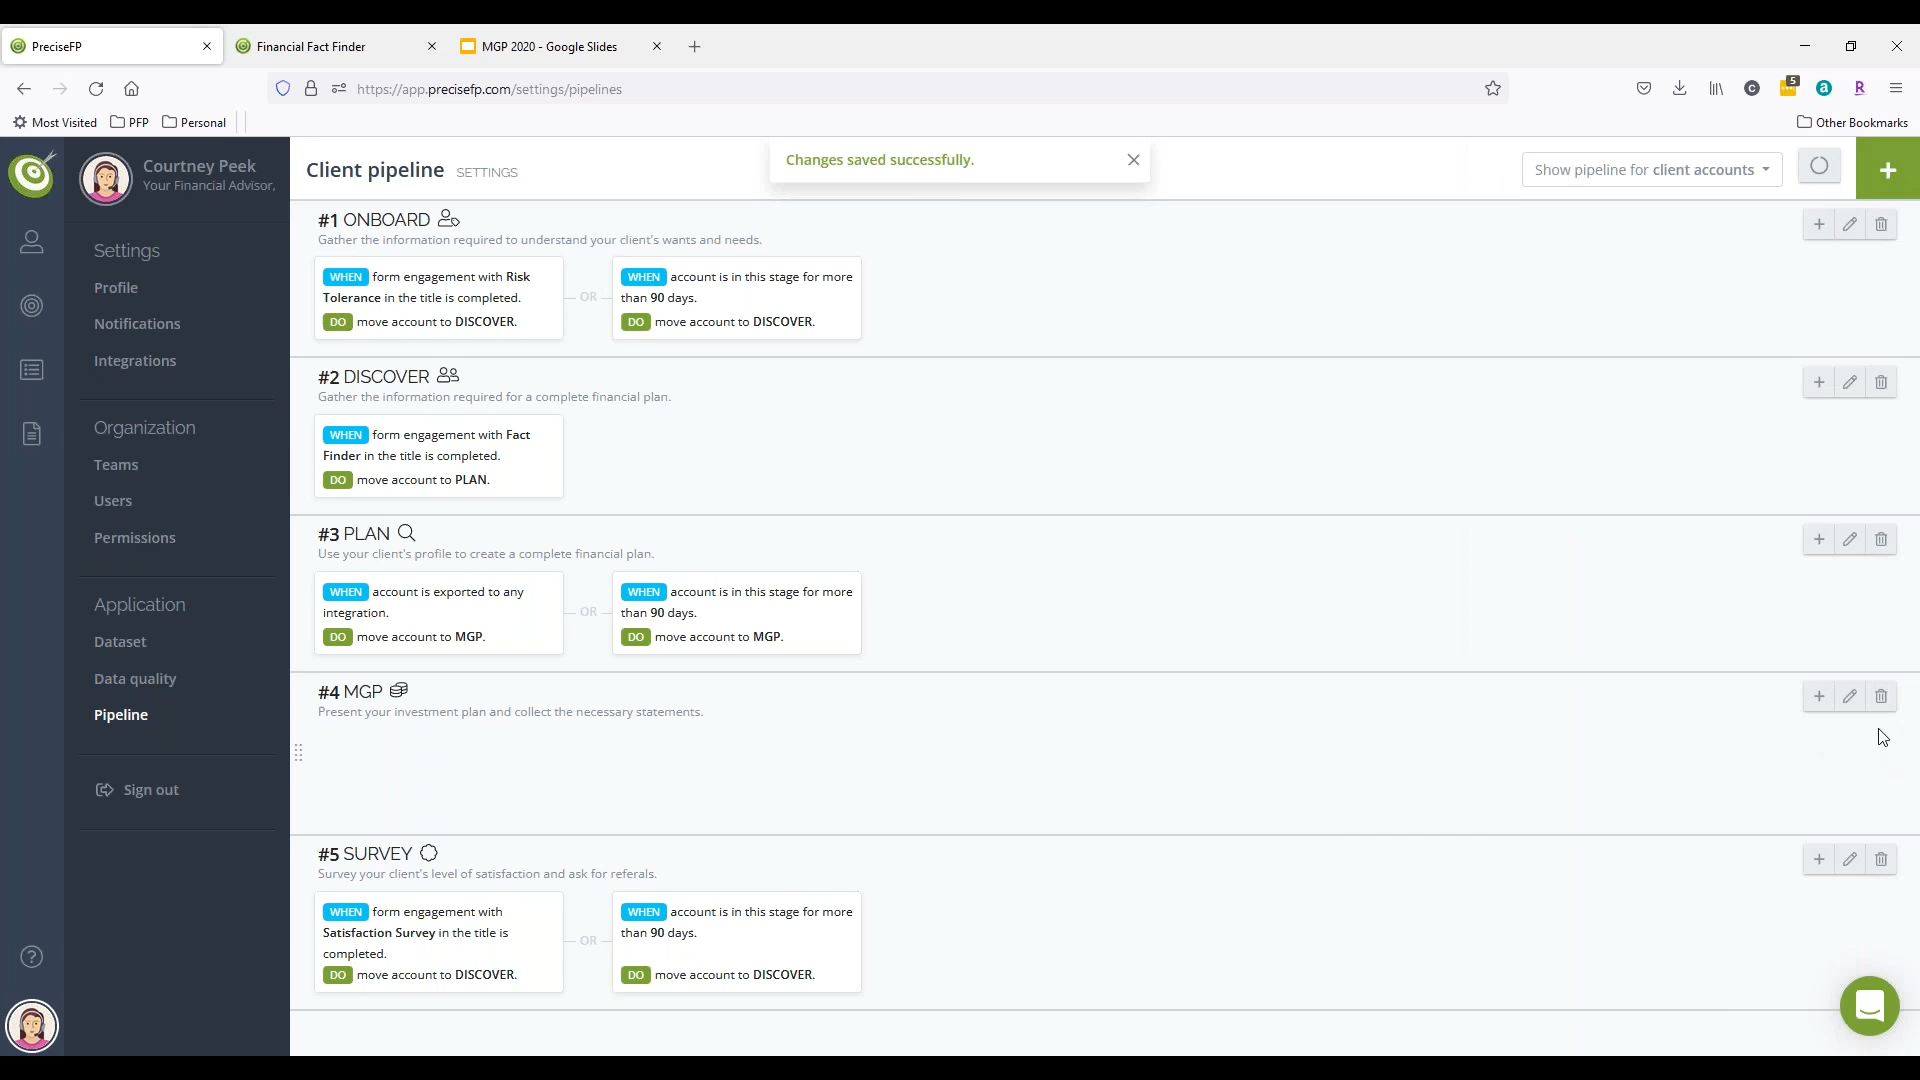 PreciseFP
Financial Fact Finder
MGP 2020 - Google Slides
https://app.precisefp.com/settings/pipelines
5
C
a
R
Most Visited
PFP
Personal
Other Bookmarks
Courtney Peek
Your Financial Advisor,
Settings
Profile
Notifications
Integrations
Organization
Teams
Users
Permissions
Application
Dataset
Data quality
Pipeline
Sign out
Client pipeline SETTINGS
Changes saved successfully.
Show pipeline for client accounts
#1 ONBOARD
Gather the information required to understand your client's wants and needs.
WHEN form engagement with Risk
Tolerance in the title is completed.
DO move account to DISCOVER.
OR
WHEN account is in this stage for more
than 90 days.
DO move account to DISCOVER.
#2 DISCOVER
Gather the information required for a complete financial plan.
WHEN form engagement with Fact
Finder in the title is completed.
DO move account to PLAN.
#3 PLAN
Use your client's profile to create a complete financial plan.
WHEN account is exported to any
integration.
DO move account to MGP.
OR
WHEN account is in this stage for more
than 90 days.
DO move account to MGP.
#4 MGP
Present your investment plan and collect the necessary statements.
#5 SURVEY
Survey your client's level of satisfaction and ask for referrals.
WHEN form engagement with
Satisfaction Survey in the title is
completed.
DO move account to DISCOVER.
OR
WHEN account is in this stage for more
than 90 days.
DO move account to DISCOVER.